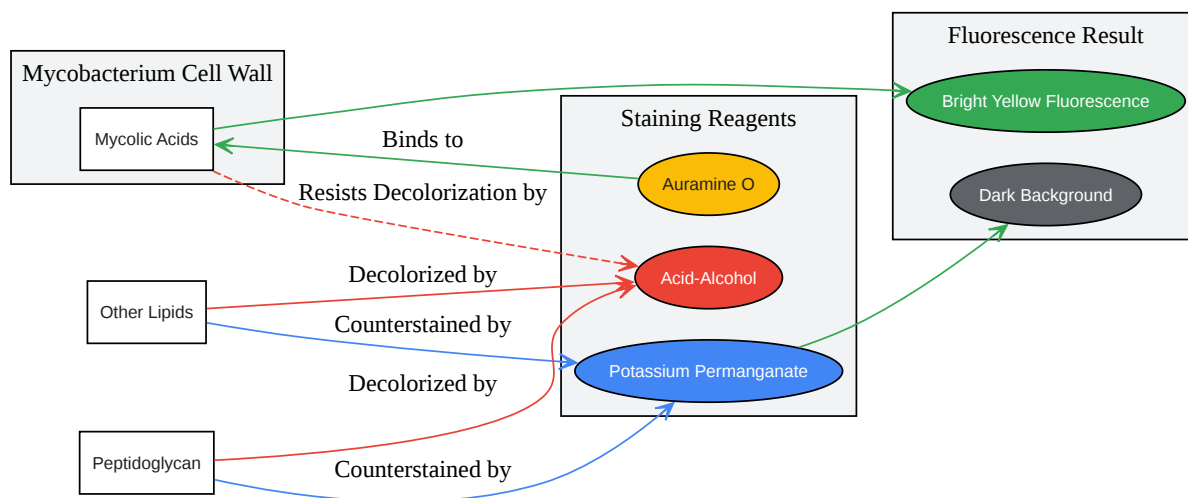 Fluorescence Result
Mycobacterium Cell Wall
Bright Yellow Fluorescence
Staining Reagents
Mycolic Acids
Binds to
Auramine O
Resists Decolorization by
Dark Background
Decolorized by
Acid-Alcohol
Other Lipids
Counterstained by
Potassium Permanganate
Decolorized by
Peptidoglycan
Counterstained by